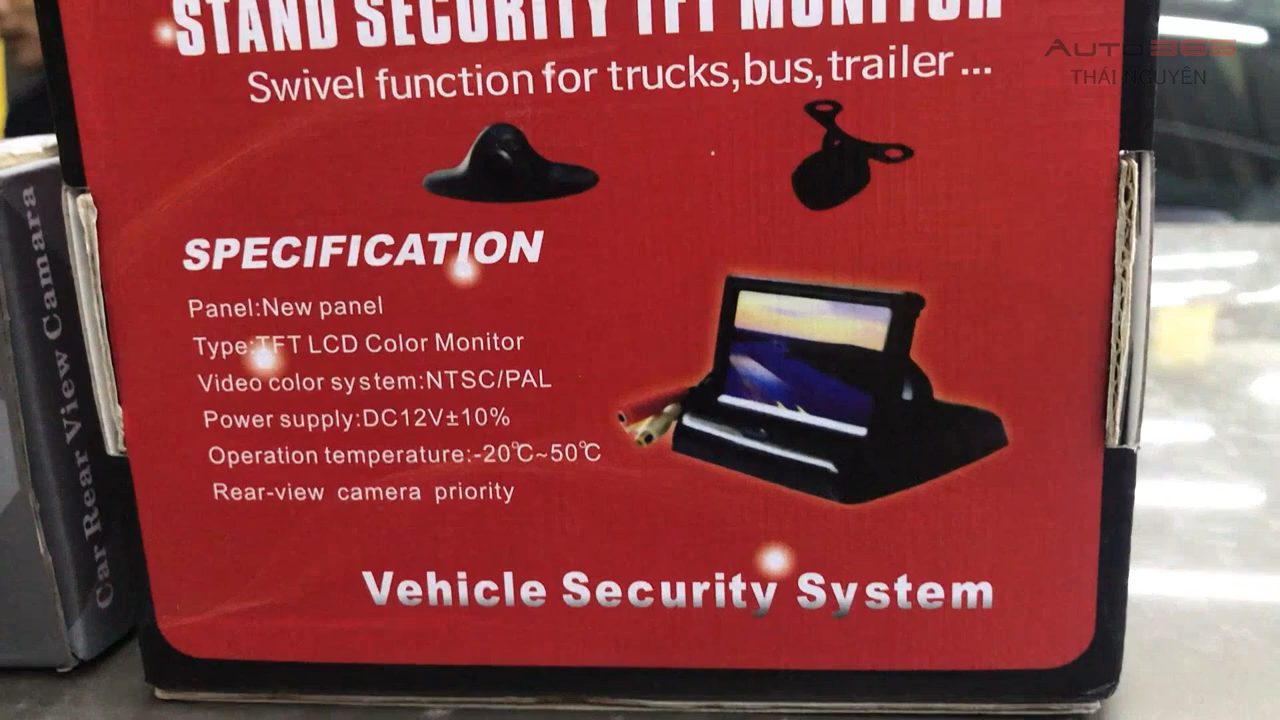 STAND SECURITY TFT MONITOR
AUTO365
THÁI NGUYÊN
Swivel function for trucks,bus,trailer ...
SPECIFICATION
Panel:New panel
Type:TFT LCD Color Monitor
Video color system:NTSC/PAL
Power supply:DC12V±10%
Operation temperature:-20℃~50℃
Rear-view camera priority
Vehicle Security System
Car Rear View Camara